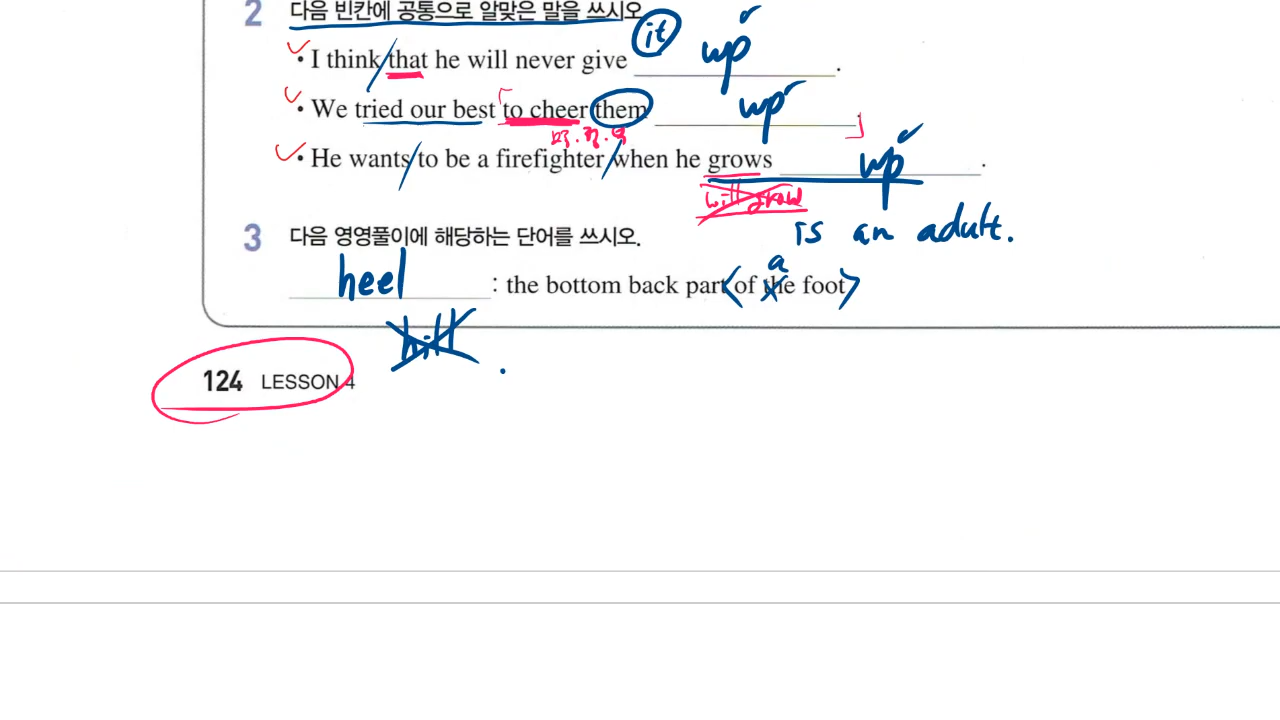 2 다음 빈칸에 공통으로 알맞은 말을 쓰시오.
• I think that he will never give it up .
• We tried our best to cheer them up
• He wants to be a firefighter when he grows up .
will grow
is an adult.
3 다음 영영풀이에 해당하는 단어를 쓰시오.
a
heel : the bottom back part <of the foot>
hill
124 LESSON 4